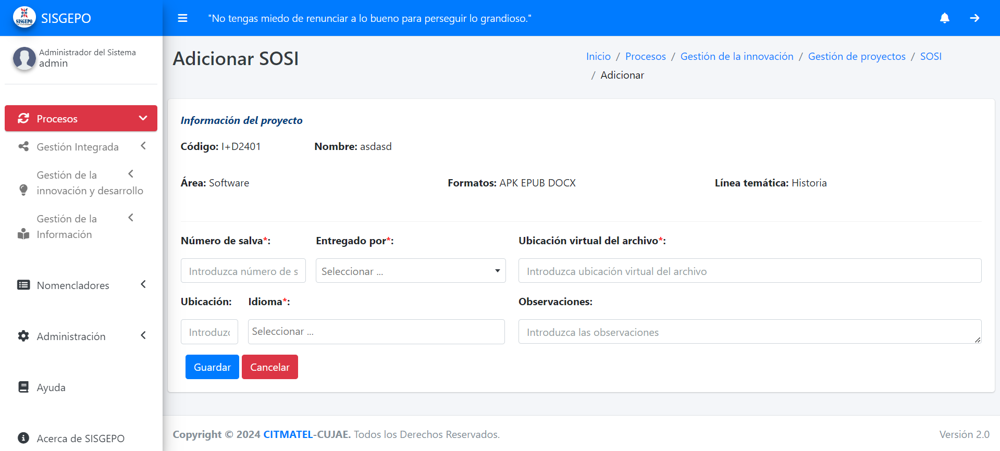 SISGEPO
SISGEPO
"No tengas miedo de renunciar a lo bueno para perseguir lo grandioso."
Administrador del Sistema
admin
Procesos
Gestión Integrada
Gestión de la
innovación y desarrollo
Gestión de la
Información
Nomencladores
Administración
Ayuda
Acerca de SISGEPO
Adicionar SOSI
Inicio / Procesos / Gestión de la innovación / Gestión de proyectos / SOSI
/ Adicionar
Información del proyecto
Código: I+D2401 Nombre: asdasd
Área: Software Formatos: APK EPUB DOCX Línea temática: Historia
Número de salva*: Entregado por*: Ubicación virtual del archivo*:
Introduzca número de s Seleccionar ... Introduzca ubicación virtual del archivo
Ubicación: Idioma*: Observaciones:
Introduzc Seleccionar ... Introduzca las observaciones
Guardar Cancelar
Copyright © 2024 CITMATEL-CUJAE. Todos los Derechos Reservados. Versión 2.0